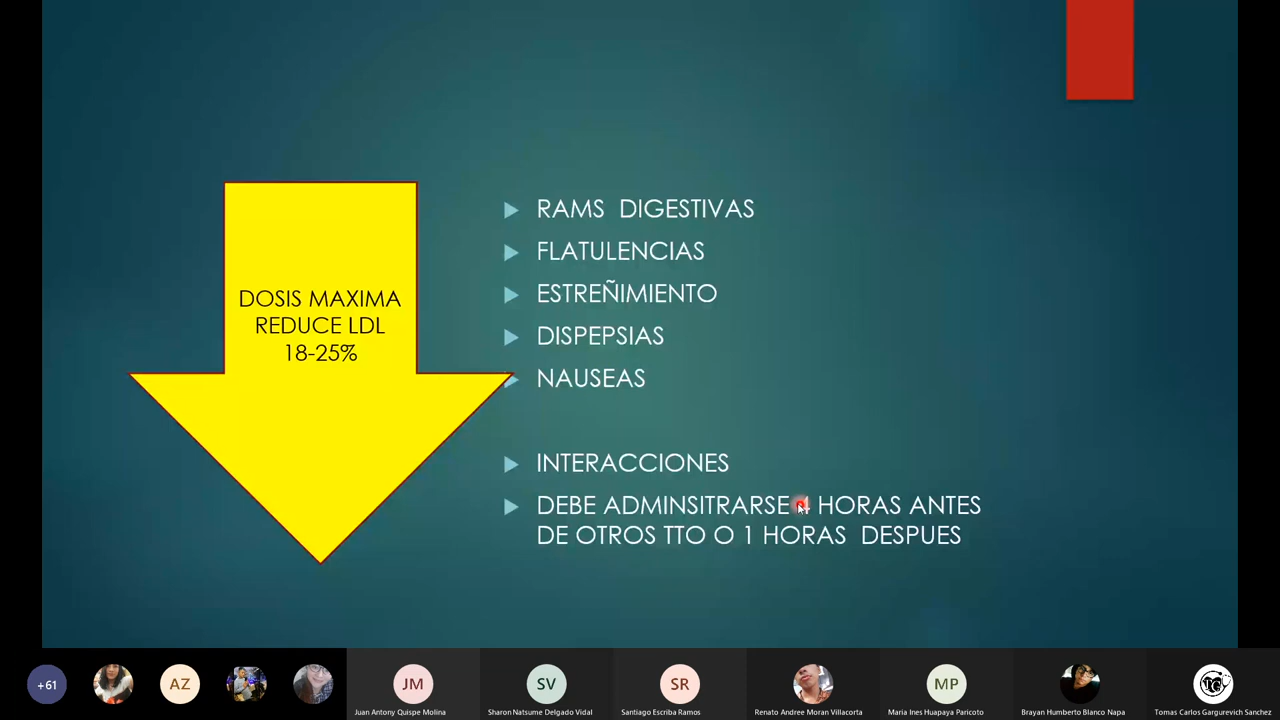 DOSIS MAXIMA
REDUCE LDL
18-25%
RAMS DIGESTIVAS
FLATULENCIAS
ESTREÑIMIENTO
DISPEPSIAS
NAUSEAS
INTERACCIONES
DEBE ADMINSITRARSE 4 HORAS ANTES
DE OTROS TTO O 1 HORAS DESPUES
+61
AZ
JM
SV
SR
MP
Juan Antony Quispe Molina
Sharon Natsume Delgado Vidal
Santiago Escriba Ramos
Renato Andree Moran Villacorta
Maria Ines Huapaya Paricoto
Brayan Humberto Blanco Napa
Tomas Carlos Gargurevich Sanchez